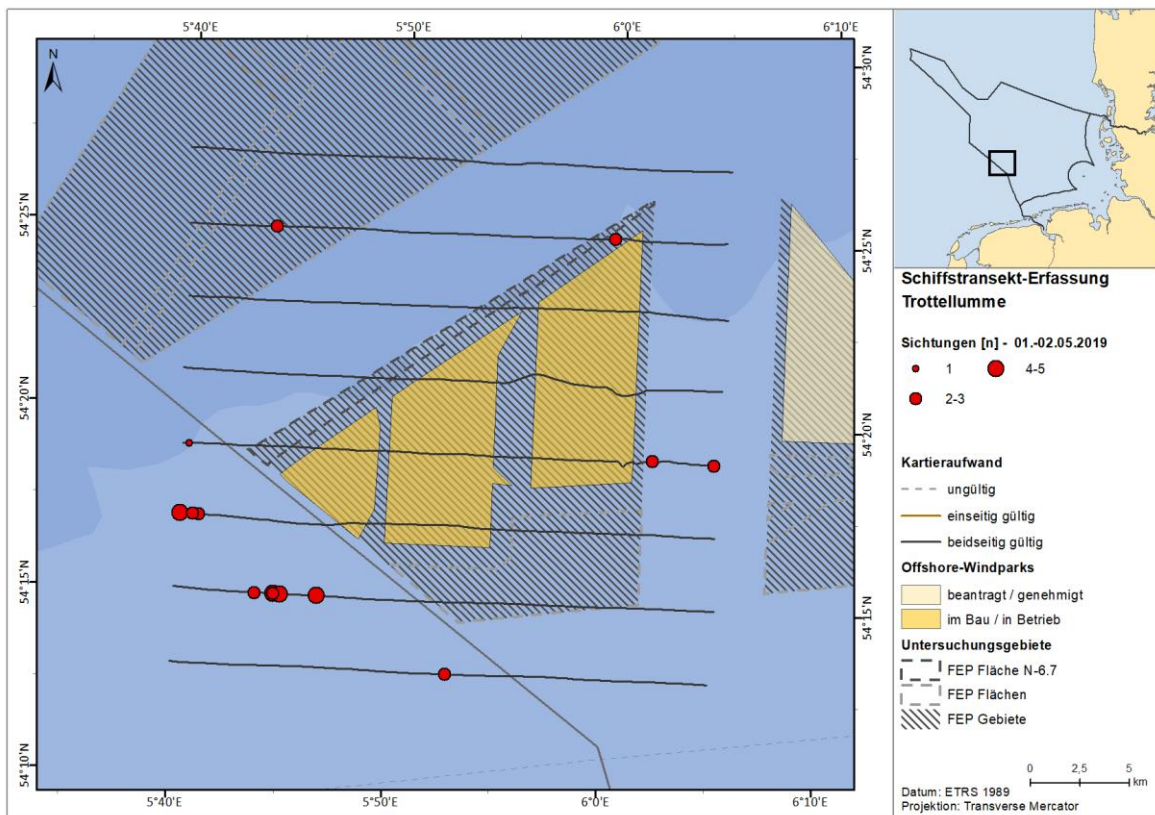 5°40'E
5°50'E
6°0'E
6°10'E
N
54°30'N
54°25'N
54°25'N
54°20'N
54°20'N
54°15'N
54°15'N
54°10'N
5°40'E
5°50'E
6°0'E
6°10'E
Schiffstransekt-Erfassung
Trottellumme
Sichtungen [n] - 01.-02.05.2019
1
4-5
2-3
Kartieraufwand
ungültig
einseitig gültig
beidseitig gültig
Offshore-Windparks
beantragt / genehmigt
im Bau / in Betrieb
Untersuchungsgebiete
FEP Fläche N-6.7
FEP Flächen
FEP Gebiete
0 2,5 5
km
Datum: ETRS 1989
Projektion: Transverse Mercator